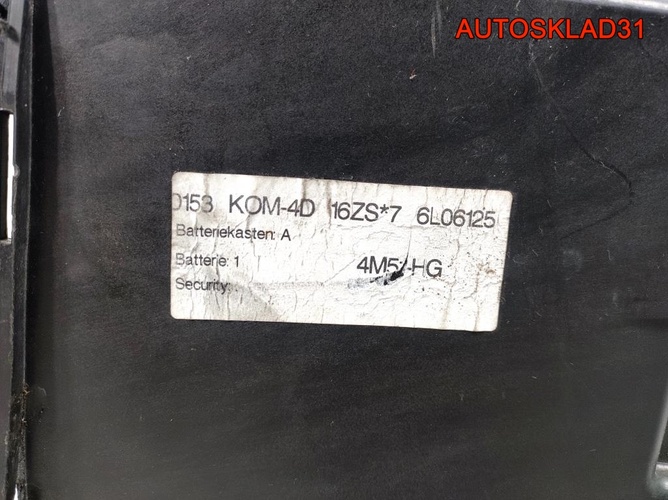 AUTOSKLAD31
0153 KOM-4D 16ZS*7 6L06125
Batteriekasten: A
Batterie: 1
Security: